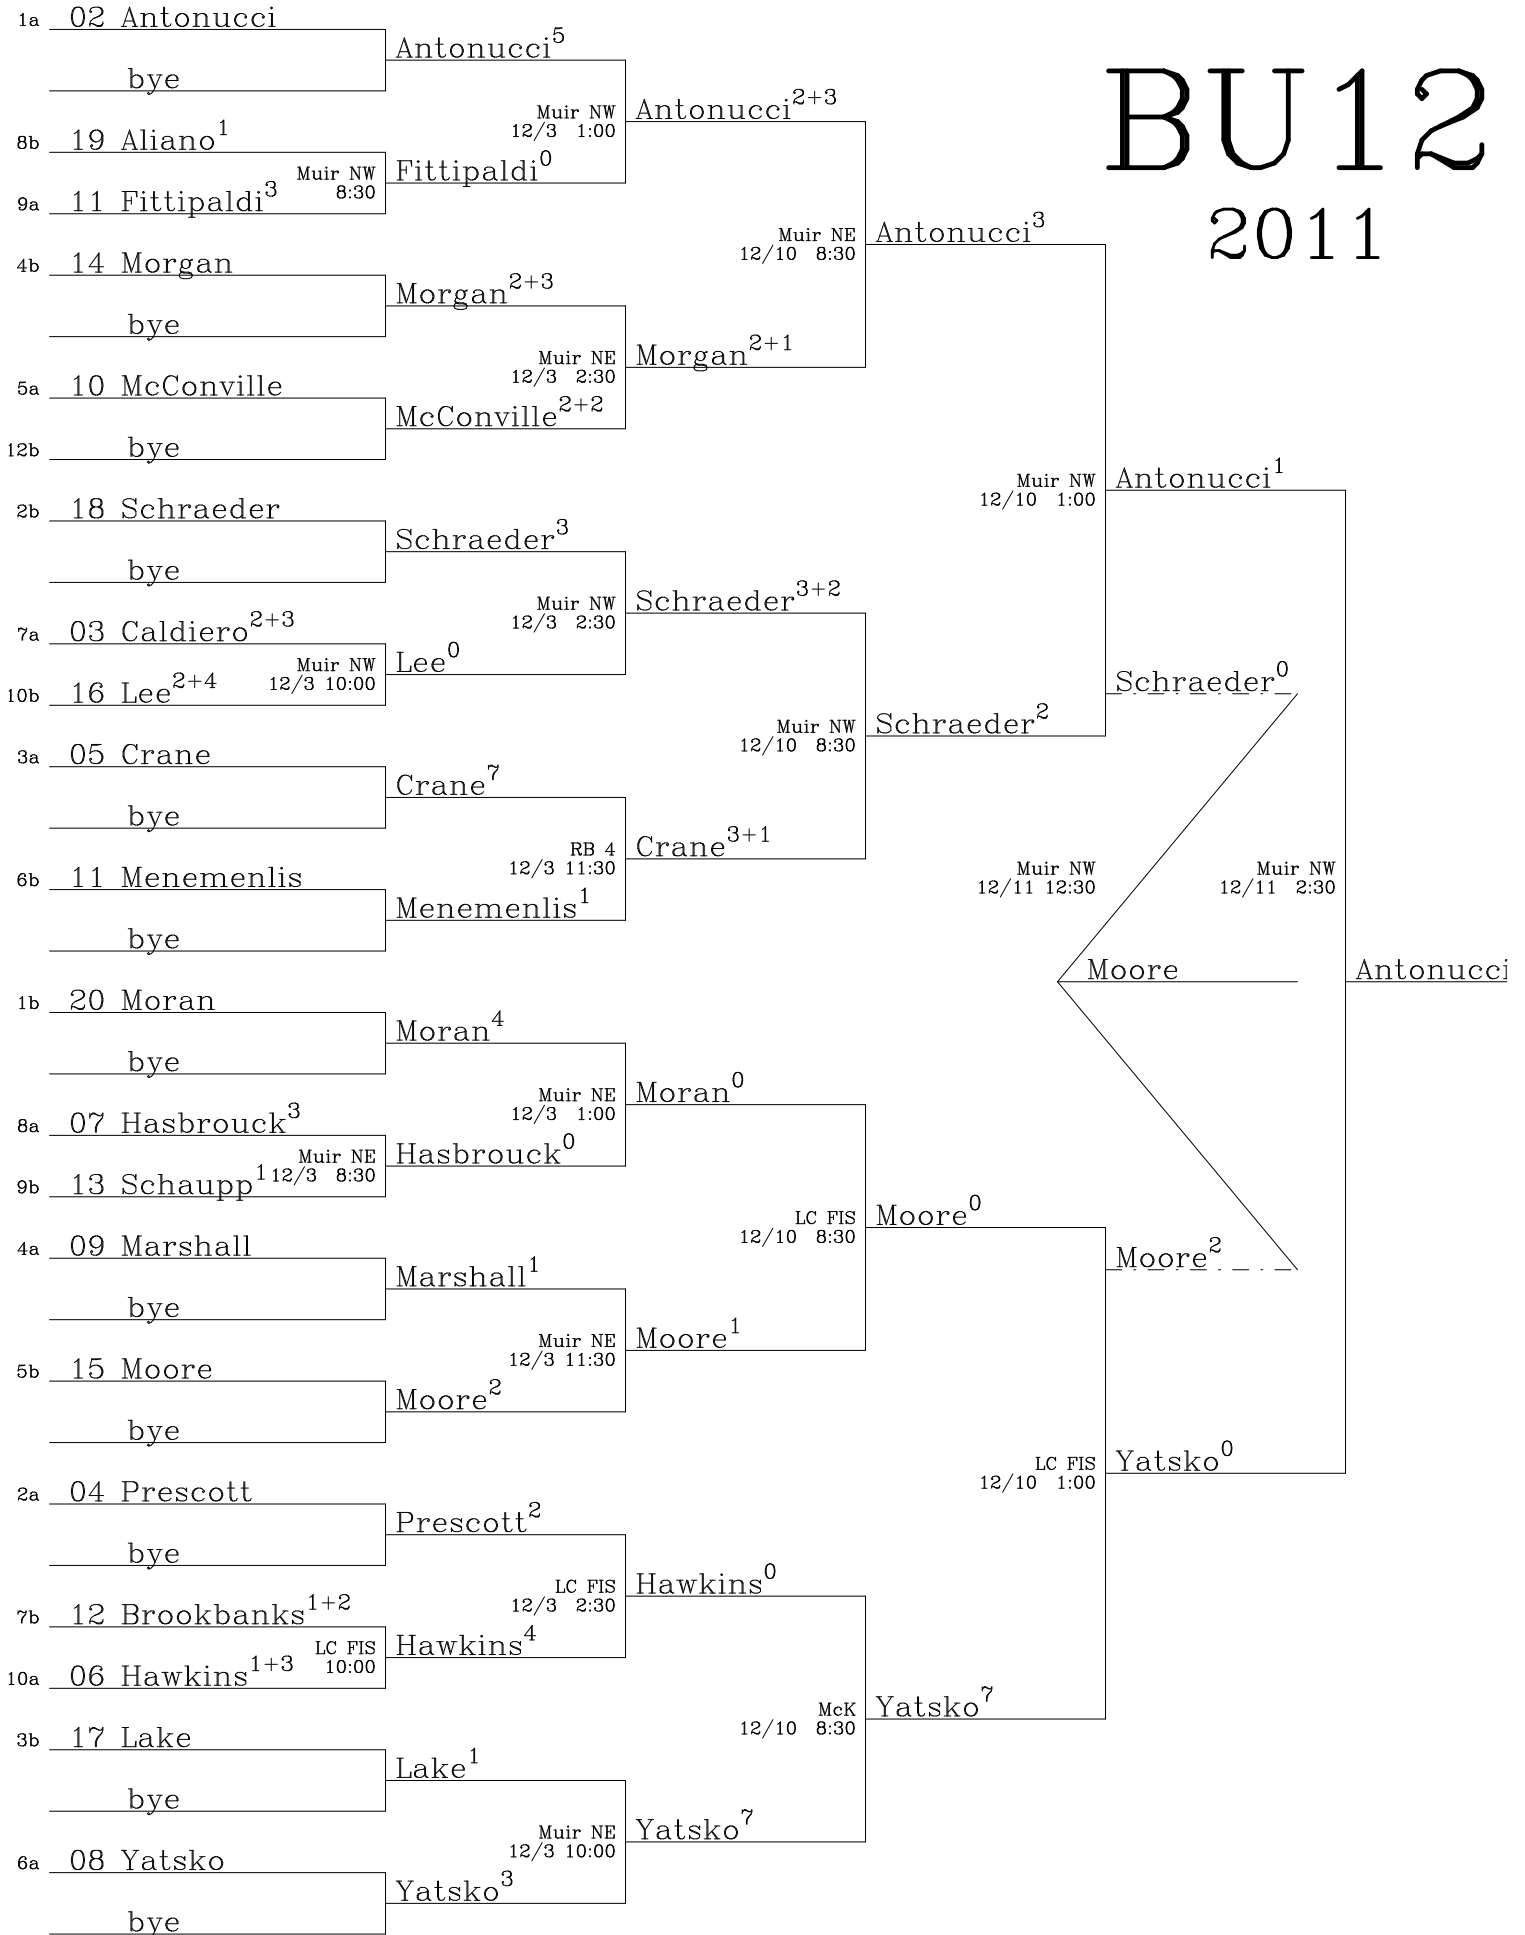 BU12
2011
1a 02 Antonucci
bye
8b 19 Aliano1
Muir NW
8:30
9a 11 Fittipaldi3
4b 14 Morgan
bye
5a 10 McConville
12b bye
2b 18 Schraeder
bye
7a 03 Caldiero2+3
Muir NW
12/3 10:00
10b 16 Lee2+4
3a 05 Crane
bye
6b 11 Menemenlis
bye
1b 20 Moran
bye
8a 07 Hasbrouck3
Muir NE
12/3 8:30
9b 13 Schaupp1
4a 09 Marshall
bye
5b 15 Moore
bye
2a 04 Prescott
bye
7b 12 Brookbanks1+2
LC FIS
10:00
10a 06 Hawkins1+3
3b 17 Lake
bye
6a 08 Yatsko
bye
Antonucci5
Muir NW
12/3 1:00
Fittipaldi0
Morgan2+3
Muir NE
12/3 2:30
McConville2+2
Schraeder3
Muir NW
12/3 2:30
Lee0
Crane7
RB 4
12/3 11:30
Menemenlis1
Moran4
Muir NE
12/3 1:00
Hasbrouck0
Marshall1
Muir NE
12/3 11:30
Moore2
Prescott2
LC FIS
12/3 2:30
Hawkins4
Lake1
Muir NE
12/3 10:00
Yatsko3
Antonucci2+3
Muir NE
12/10 8:30
Morgan2+1
Schraeder3+2
Muir NW
12/10 8:30
Crane3+1
Moran0
LC FIS
12/10 8:30
Moore1
Hawkins0
McK
12/10 8:30
Yatsko7
Antonucci3
Muir NW
12/10 1:00
Schraeder2
Moore0
LC FIS
12/10 1:00
Yatsko7
Antonucci1
Schraeder0
Muir NW
12/11 12:30
Muir NW
12/11 2:30
Moore
Moore2
Yatsko0
Antonucci